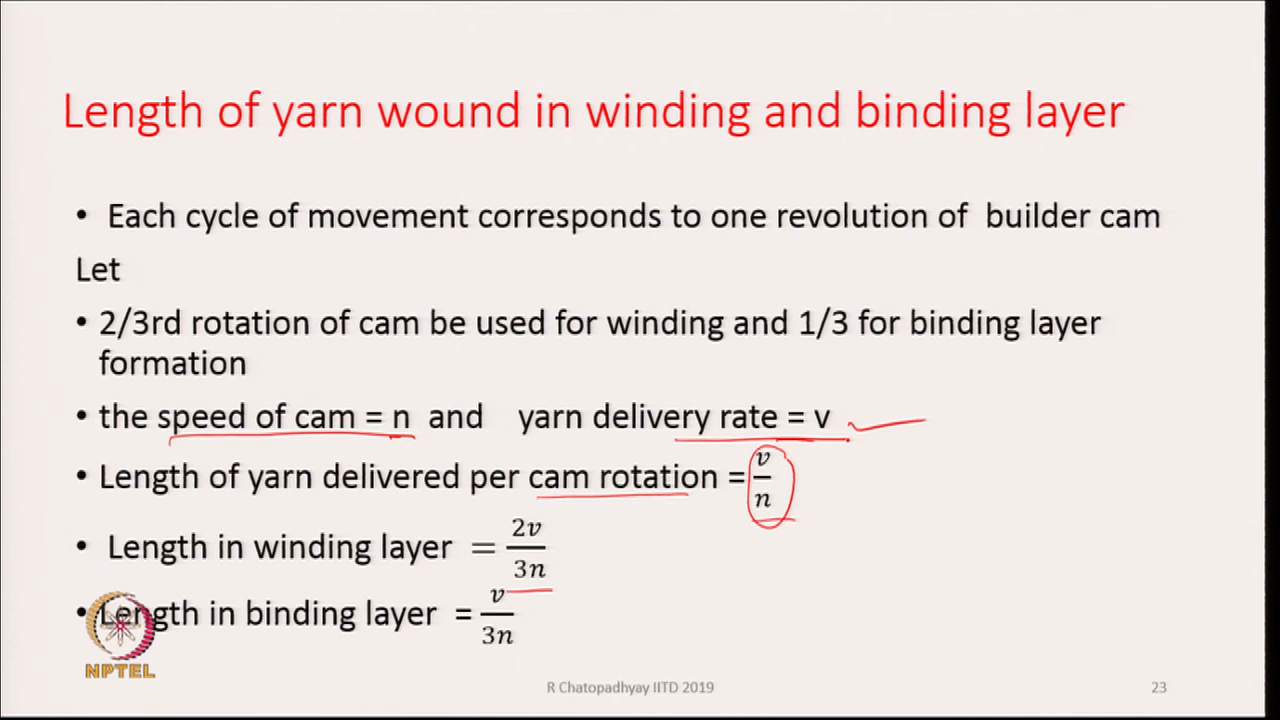 Length of yarn wound in winding and binding layer
• Each cycle of movement corresponds to one revolution of builder cam
Let
• 2/3rd rotation of cam be used for winding and 1/3 for binding layer
formation
• the speed of cam = n and yarn delivery rate = v
• Length of yarn delivered per cam rotation = v/n
• Length in winding layer = 2v/3n
• Length in binding layer = v/3n
NPTEL
R Chatopadhyay IITD 2019
23